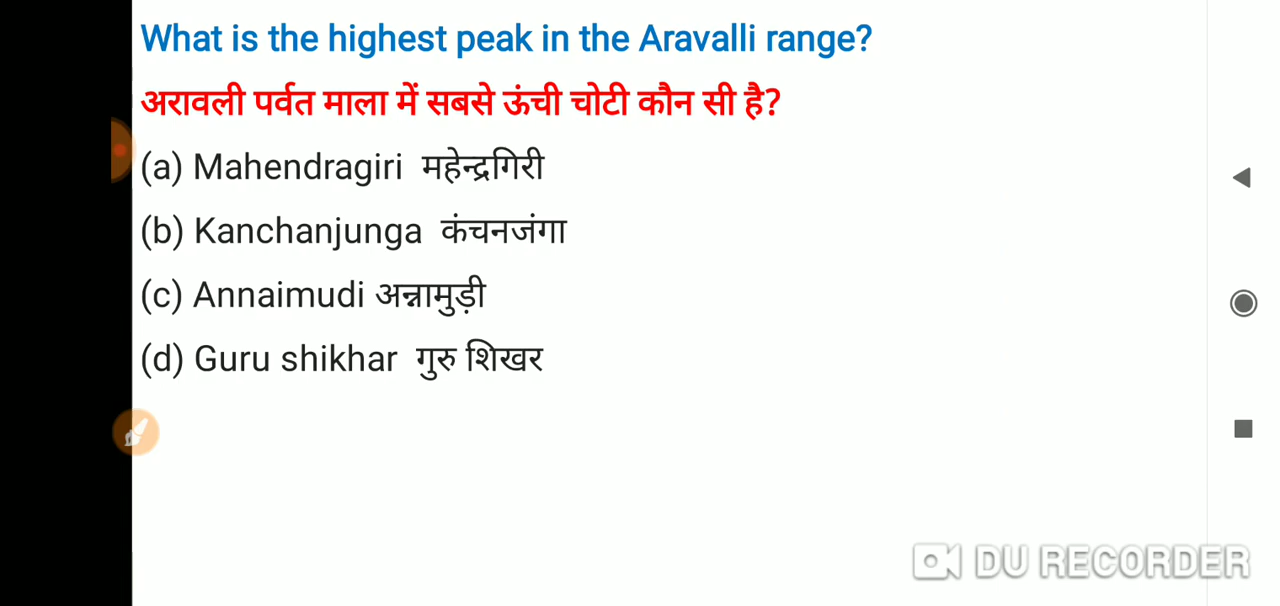 What is the highest peak in the Aravalli range?
अरावली पर्वत माला में सबसे ऊंची चोटी कौन सी है?
(a) Mahendragiri महेन्द्रगिरी
(b) Kanchanjunga कंचनजंगा
(c) Annaimudi अन्नामुड़ी
(d) Guru shikhar गुरु शिखर
DU RECORDER